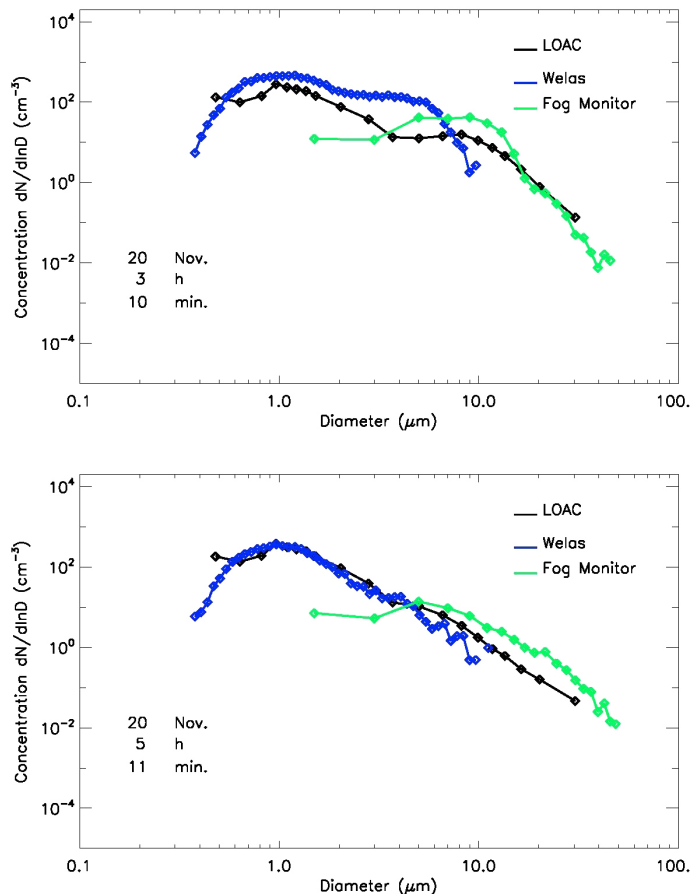 10⁴
10²
10⁰
10⁻²
10⁻⁴
Concentration dN/dlnD (cm⁻³)
LOAC
Welas
Fog Monitor
20 Nov.
3 h
10 min.
0.1 1.0 10.0 100.
Diameter (μm)
10⁴
10²
10⁰
10⁻²
10⁻⁴
Concentration dN/dlnD (cm⁻³)
LOAC
Welas
Fog Monitor
20 Nov.
5 h
11 min.
0.1 1.0 10.0 100.
Diameter (μm)